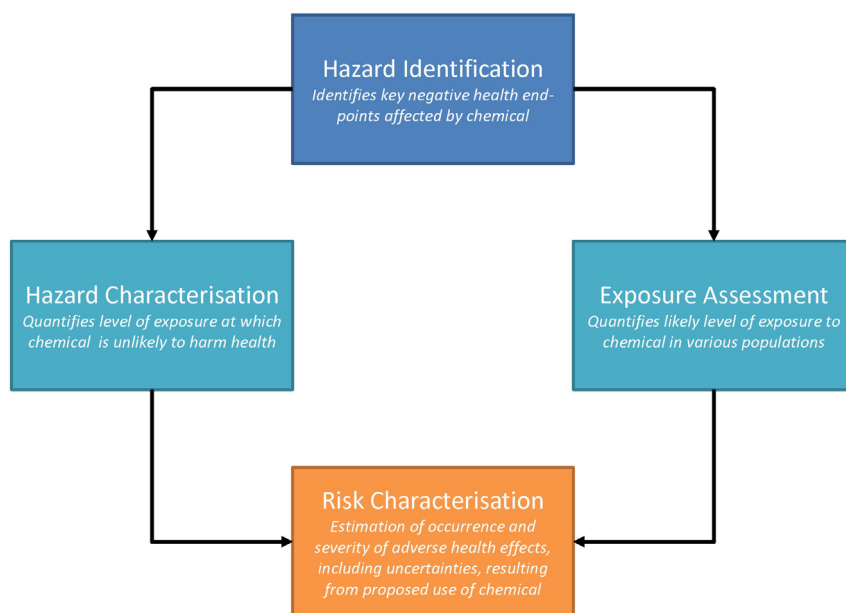 Hazard Identification
Identifies key negative health end-
points affected by chemical
Hazard Characterisation
Quantifies level of exposure at which
chemical is unlikely to harm health
Exposure Assessment
Quantifies likely level of exposure to
chemical in various populations
Risk Characterisation
Estimation of occurrence and
severity of adverse health effects,
including uncertainties, resulting
from proposed use of chemical